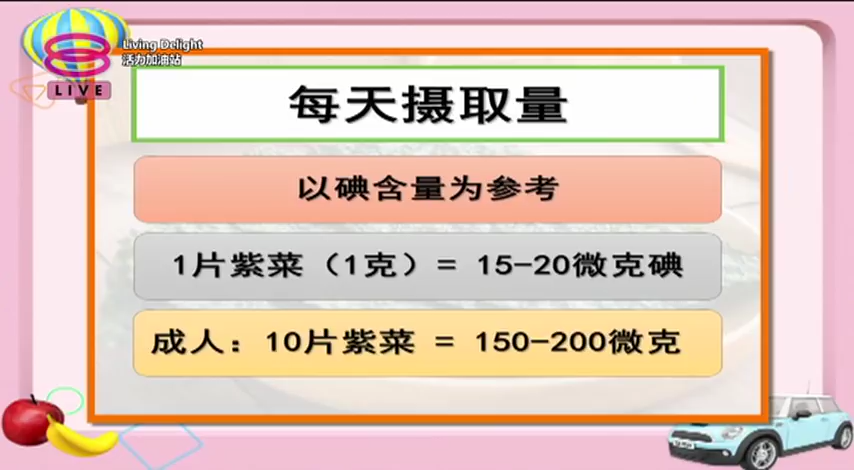 Living Delight
活力加油站
LIVE
每天摄取量
以碘含量为参考
1片紫菜（1克）= 15-20微克碘
成人：10片紫菜 = 150-200微克